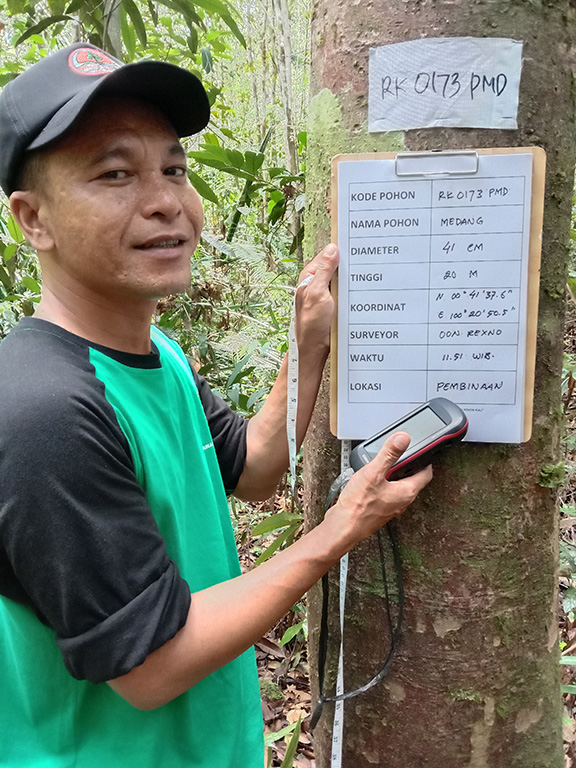 RK 0173 PMD
KODE POHON RK 0173 PMD
NAMA POHON MEDANG
DIAMETER 41 CM
TINGGI 20 M
KOORDINAT N 00° 41' 37.6"
E 100° 20' 50.5"
SURVEYOR DON REXNO
WAKTU 11.51 WIB.
LOKASI PEMBINAAN